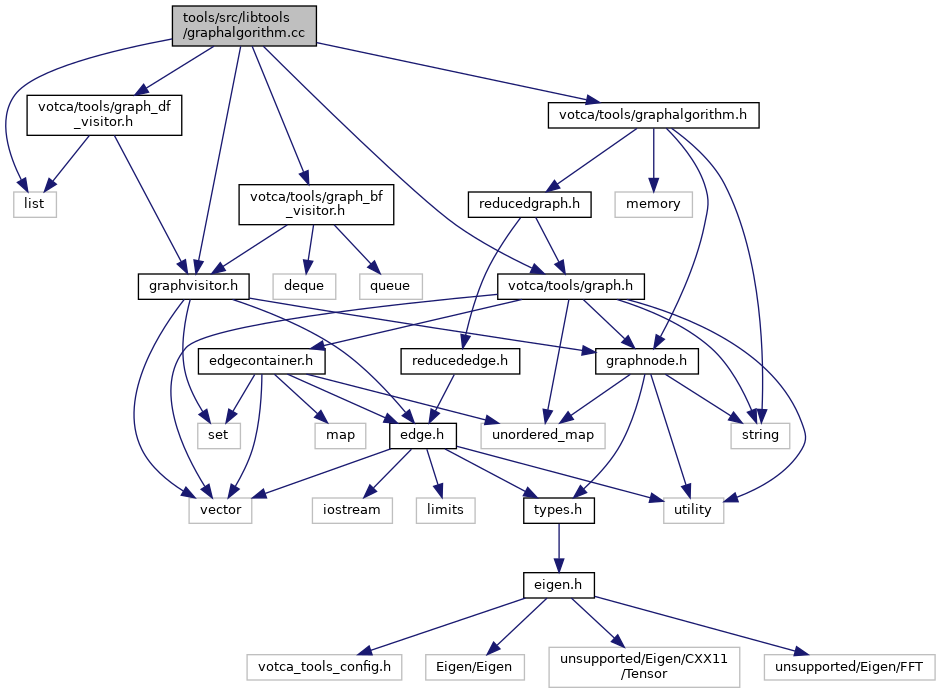 tools/src/libtools
/graphalgorithm.cc
votca/tools/graph_df
_visitor.h
votca/tools/graphalgorithm.h
list
votca/tools/graph_bf
_visitor.h
reducedgraph.h
memory
graphvisitor.h
deque
queue
votca/tools/graph.h
edgecontainer.h
reducededge.h
graphnode.h
set
map
edge.h
unordered_map
string
vector
iostream
limits
types.h
utility
eigen.h
votca_tools_config.h
Eigen/Eigen
unsupported/Eigen/CXX11
/Tensor
unsupported/Eigen/FFT